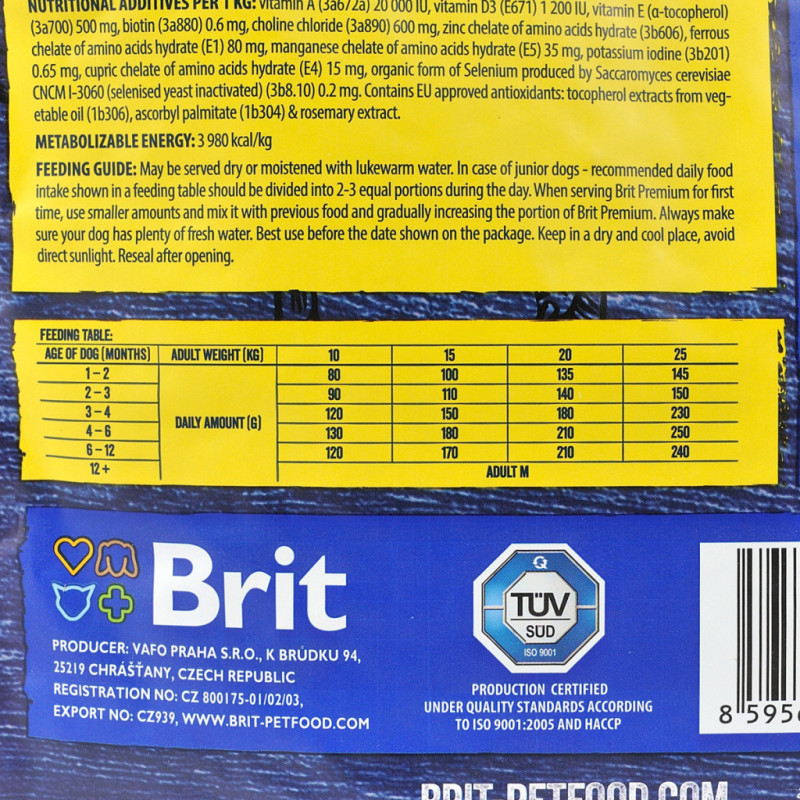 NUTRITIONAL ADDITIVES PER 1 KG: vitamin A (3a672a) 20 000 IU, vitamin D3 (E671) 1 200 IU, vitamin E (α-tocopherol)
(3a700) 500 mg, biotin (3a880) 0.6 mg, choline chloride (3a890) 600 mg, zinc chelate of amino acids hydrate (3b606), ferrous
chelate of amino acids hydrate (E1) 80 mg, manganese chelate of amino acids hydrate (E5) 35 mg, potassium iodine (3b201)
0.65 mg, cupric chelate of amino acids hydrate (E4) 15 mg, organic form of Selenium produced by Saccaromyces cerevisiae
CNCM I-3060 (selenised yeast inactivated) (3b8.10) 0.2 mg. Contains EU approved antioxidants: tocopherol extracts from veg-
etable oil (1b306), ascorbyl palmitate (1b304) & rosemary extract.
METABOLIZABLE ENERGY: 3 980 kcal/kg
FEEDING GUIDE: May be served dry or moistened with lukewarm water. In case of junior dogs - recommended daily food
intake shown in a feeding table should be divided into 2-3 equal portions during the day. When serving Brit Premium for first
time, use smaller amounts and mix it with previous food and gradually increasing the portion of Brit Premium. Always make
sure your dog has plenty of fresh water. Best use before the date shown on the package. Keep in a dry and cool place, avoid
direct sunlight. Reseal after opening.
FEEDING TABLE:
AGE OF DOG (MONTHS) ADULT WEIGHT (KG) 10 15 20 25
1-2 80 100 135 145
2-3 90 110 140 150
3-4 120 150 180 230
DAILY AMOUNT (G)
4-6 130 180 210 250
6-12 120 170 210 240
12+ ADULT M
Brit
PRODUCER: VAFO PRAHA S.R.O., K BRŮDKU 94,
25219 CHRÁŠŤANY, CZECH REPUBLIC
REGISTRATION NO: CZ 800175-01/02/03,
EXPORT NO: CZ939, WWW.BRIT-PETFOOD.COM
TÜV
SÜD
ISO 9001
PRODUCTION CERTIFIED
UNDER QUALITY STANDARDS ACCORDING
TO ISO 9001:2005 AND HACCP
8 595
BRIT-PETFOOD.COM